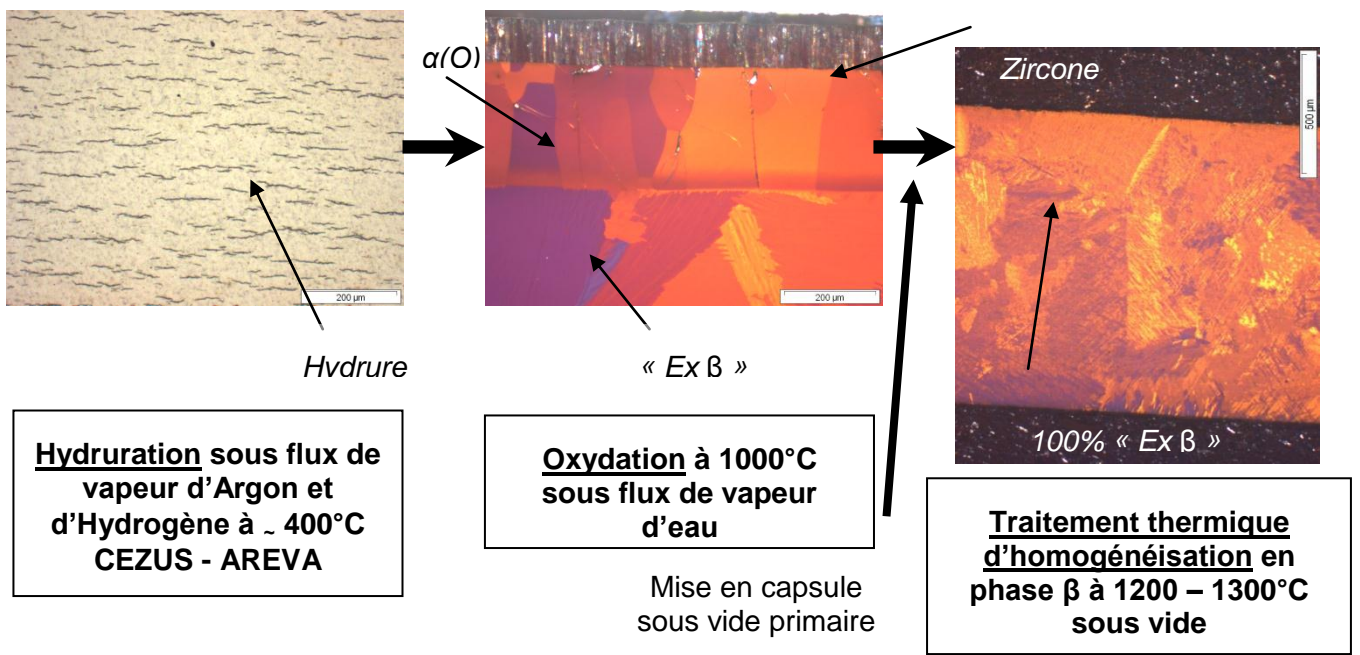 α(O)
Zircone
500 µm
200 µm
200 µm
Hvdrure
« Ex β »
100% « Ex β »
Hydruration sous flux de
vapeur d’Argon et
d’Hydrogène à ~ 400°C
CEZUS - AREVA
Oxydation à 1000°C
sous flux de vapeur
d’eau
Mise en capsule
sous vide primaire
Traitement thermique
d’homogénéisation en
phase β à 1200 – 1300°C
sous vide